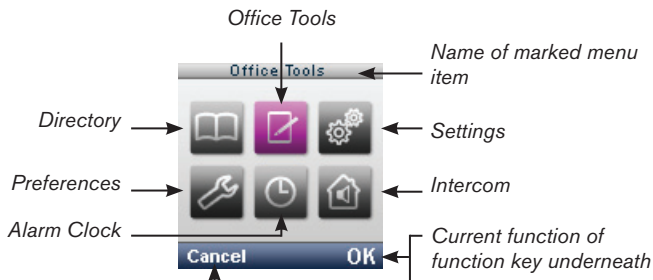 Office Tools
Office Tools
Name of marked menu
item
Directory
Settings
Preferences
Intercom
Alarm Clock
Cancel OK
Current function of
function key underneath